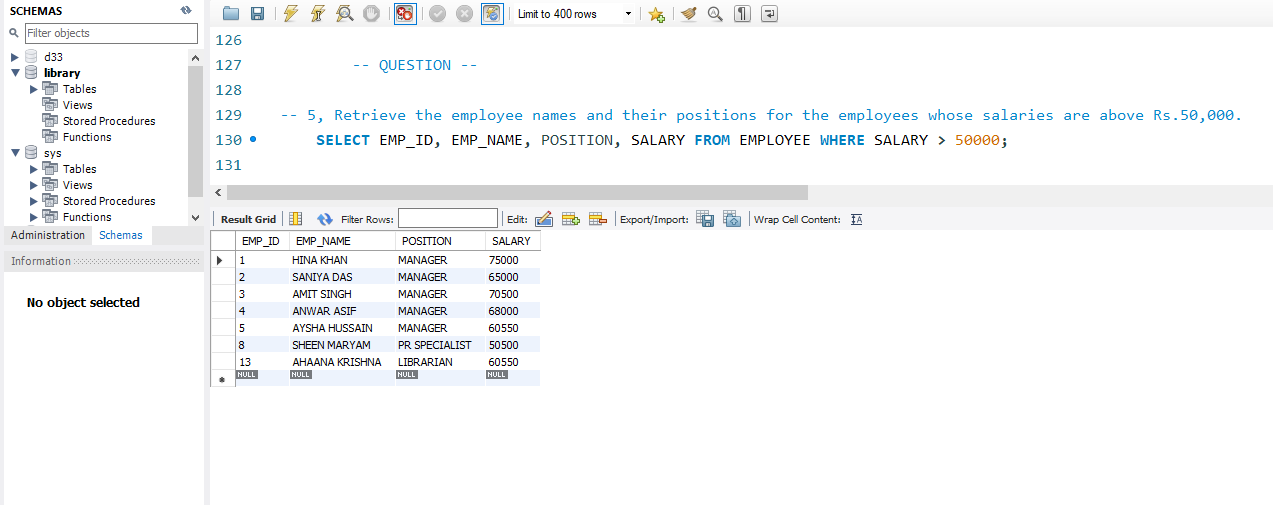 SCHEMAS
Filter objects
d33
library
Tables
Views
Stored Procedures
Functions
sys
Tables
Views
Stored Procedures
Functions
Administration Schemas
Information
No object selected
Limit to 400 rows
126
127 -- QUESTION --
128
129 -- 5, Retrieve the employee names and their positions for the employees whose salaries are above Rs.50,000.
130 SELECT EMP_ID, EMP_NAME, POSITION, SALARY FROM EMPLOYEE WHERE SALARY > 50000;
131
Result Grid Filter Rows: Edit: Export/Import: Wrap Cell Content:
EMP_ID EMP_NAME POSITION SALARY
1 HINA KHAN MANAGER 75000
2 SANIYA DAS MANAGER 65000
3 AMIT SINGH MANAGER 70500
4 ANWAR ASIF MANAGER 68000
5 AYSHA HUSSAIN MANAGER 60550
8 SHEEN MARYAM PR SPECIALIST 50500
13 AHAANA KRISHNA LIBRARIAN 60550
NULL NULL NULL NULL